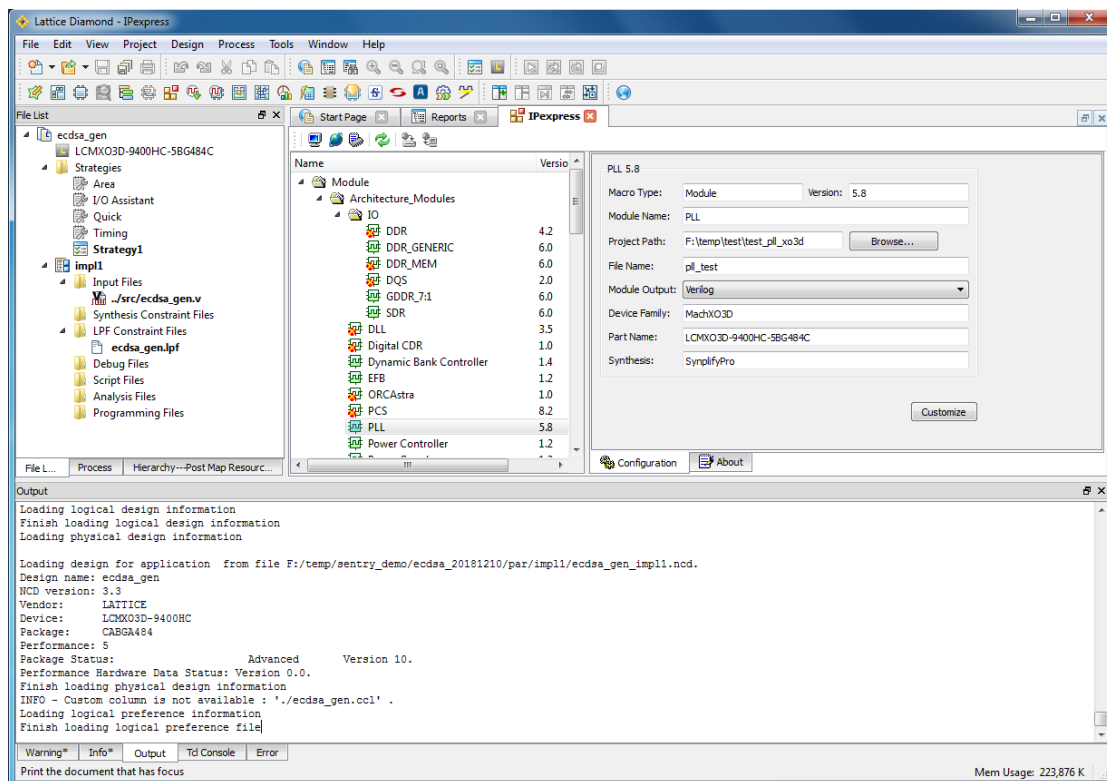 Lattice Diamond - IPexpress
File Edit View Project Design Process Tools Window Help
File List
Start Page
Reports
IPexpress
ecdsa_gen
LCMXO3D-9400HC-5BG484C
Strategies
Area
I/O Assistant
Quick
Timing
Strategy1
impl1
Input Files
../src/ecdsa_gen.v
Synthesis Constraint Files
LPF Constraint Files
ecdsa_gen.lpf
Debug Files
Script Files
Analysis Files
Programming Files
File L...
Process
Hierarchy---Post Map Resourc...
Name Versio
Module
Architecture_Modules
IO
DDR 4.2
DDR_GENERIC 6.0
DDR_MEM 6.0
DQS 2.0
GDDR_7:1 6.0
SDR 6.0
DLL 3.5
Digital CDR 1.0
Dynamic Bank Controller 1.4
EFB 1.2
ORCAstra 1.0
PCS 8.2
PLL 5.8
Power Controller 1.2
PLL 5.8
Macro Type: Module Version: 5.8
Module Name: PLL
Project Path: F:\temp\test\test_pll_xo3d Browse...
File Name: pll_test
Module Output: Verilog
Device Family: MachXO3D
Part Name: LCMXO3D-9400HC-5BG484C
Synthesis: SynplifyPro
Customize
Configuration
About
Output
Loading logical design information
Finish loading logical design information
Loading physical design information
Loading design for application from file F:/temp/sentry_demo/ecdsa_20181210/par/impl1/ecdsa_gen_impl1.ncd.
Design name: ecdsa_gen
NCD version: 3.3
Vendor: LATTICE
Device: LCMXO3D-9400HC
Package: CABGA484
Performance: 5
Package Status: Advanced Version 10.
Performance Hardware Data Status: Version 0.0.
Finish loading physical design information
INFO - Custom column is not available : './ecdsa_gen.ccl' .
Loading logical preference information
Finish loading logical preference file
Warning* Info* Output Tcl Console Error
Print the document that has focus
Mem Usage: 223,876 K